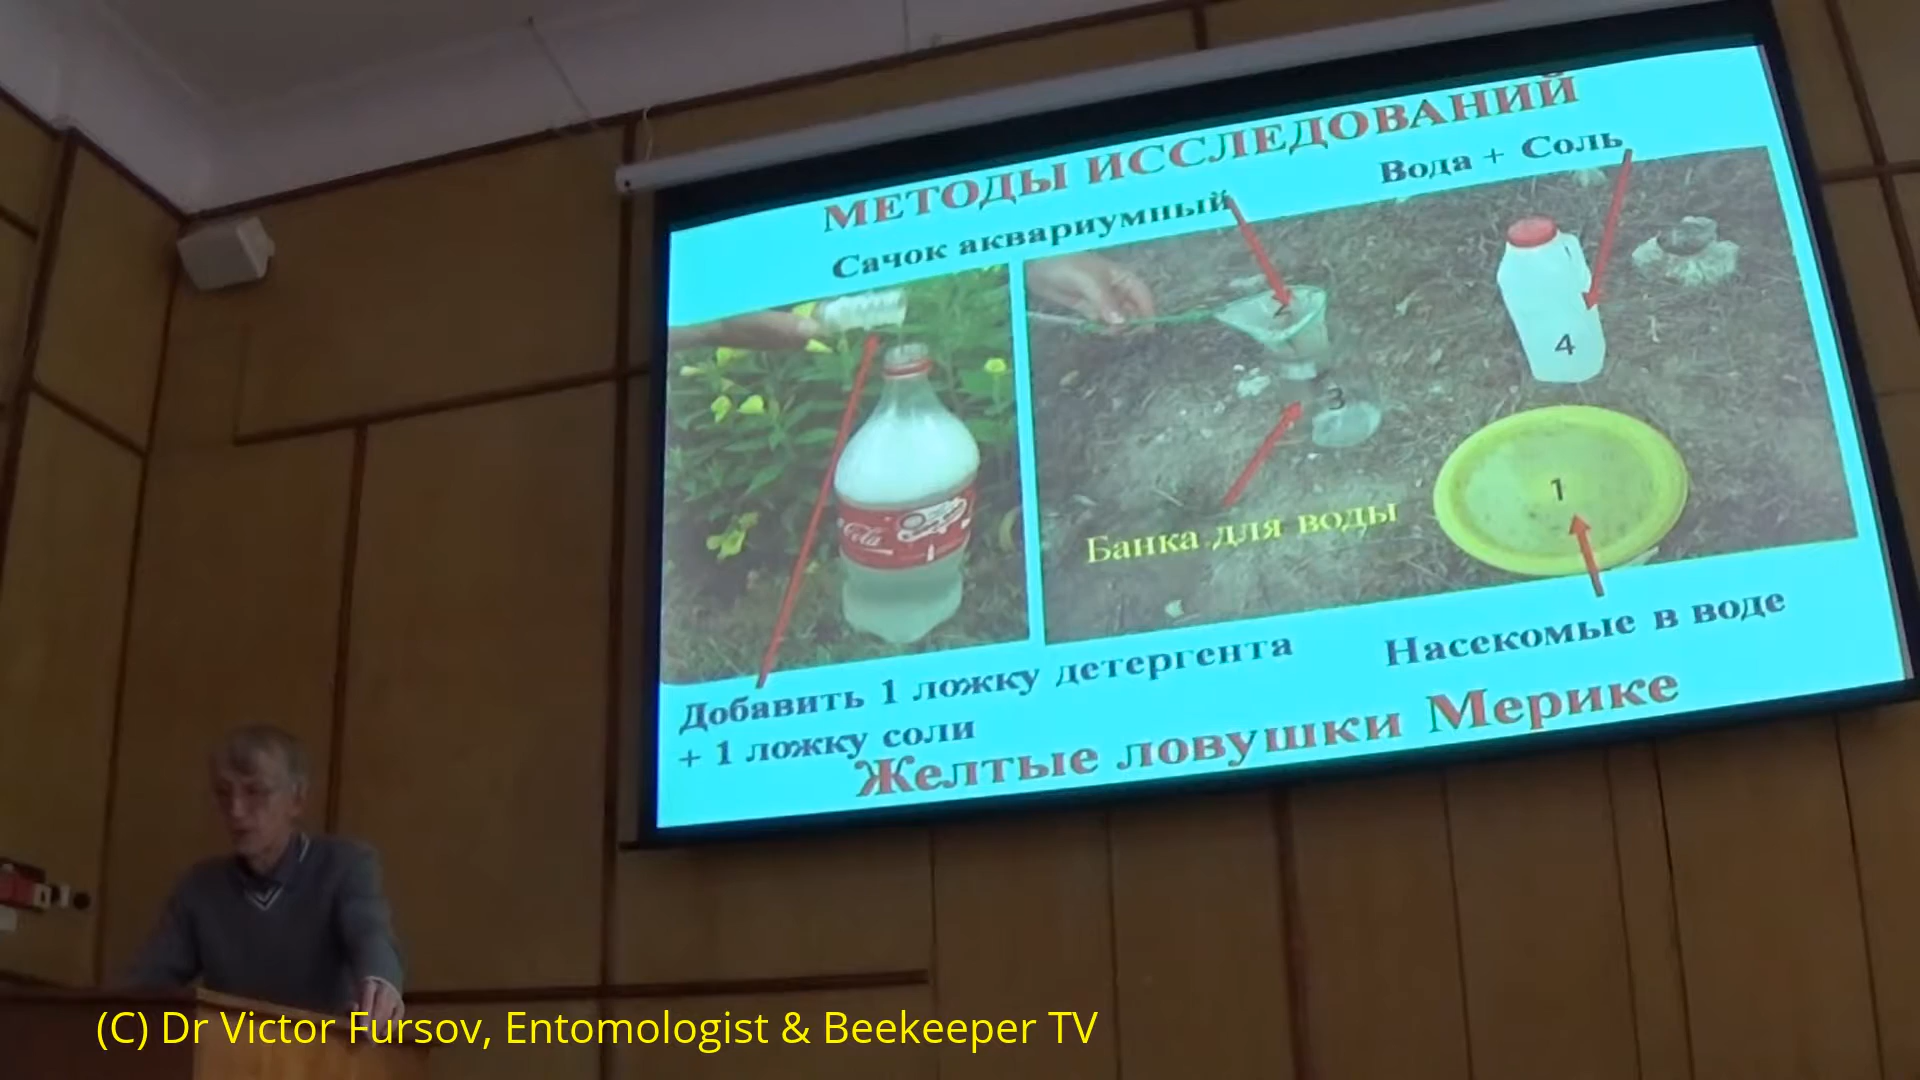 МЕТОДЫ ИССЛЕДОВАНИЙ
Сачок аквариумный
Вода + Соль
2
3
4
1
Cola
Банка для воды
Добавить 1 ложку детергента
+ 1 ложку соли
Насекомые в воде
Желтые ловушки Мерике
(C) Dr Victor Fursov, Entomologist & Beekeeper TV